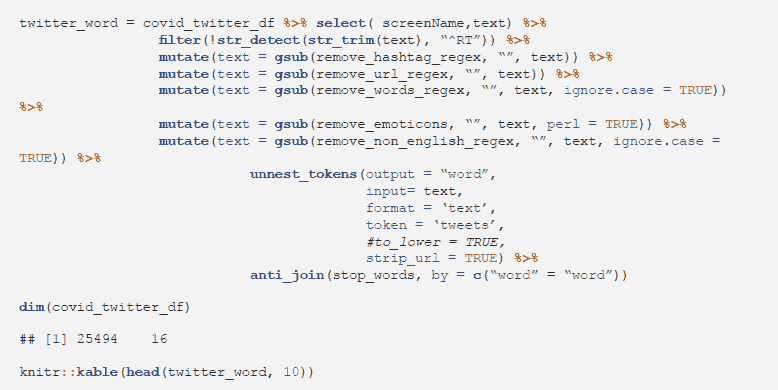 twitter_word = covid_twitter_df %>% select( screenName,text) %>%
filter(!str_detect(str_trim(text), “^RT”)) %>%
mutate(text = gsub(remove_hashtag_regex, “”, text)) %>%
mutate(text = gsub(remove_url_regex, “”, text)) %>%
mutate(text = gsub(remove_words_regex, “”, text, ignore.case = TRUE))
%>%
mutate(text = gsub(remove_emoticons, “”, text, perl = TRUE)) %>%
mutate(text = gsub(remove_non_english_regex, “”, text, ignore.case =
TRUE)) %>%
unnest_tokens(output = “word”,
input= text,
format = ‘text’,
token = ‘tweets’,
#to_lower = TRUE,
strip_url = TRUE) %>%
anti_join(stop_words, by = c(“word” = “word”))
dim(covid_twitter_df)
## [1] 25494 16
knitr::kable(head(twitter_word, 10))